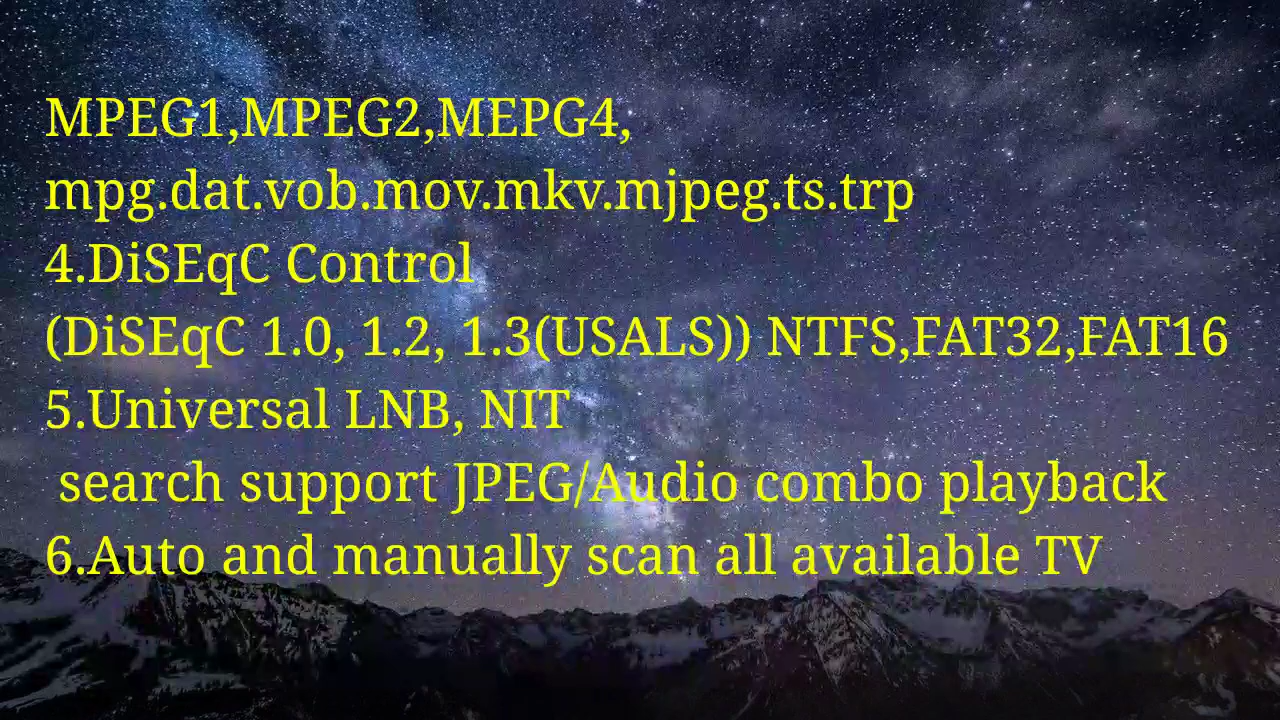 MPEG1,MPEG2,MEPG4,
mpg.dat.vob.mov.mkv.mjpeg.ts.trp
4.DiSEqC Control
(DiSEqC 1.0, 1.2, 1.3(USALS)) NTFS,FAT32,FAT16
5.Universal LNB, NIT
search support JPEG/Audio combo playback
6.Auto and manually scan all available TV